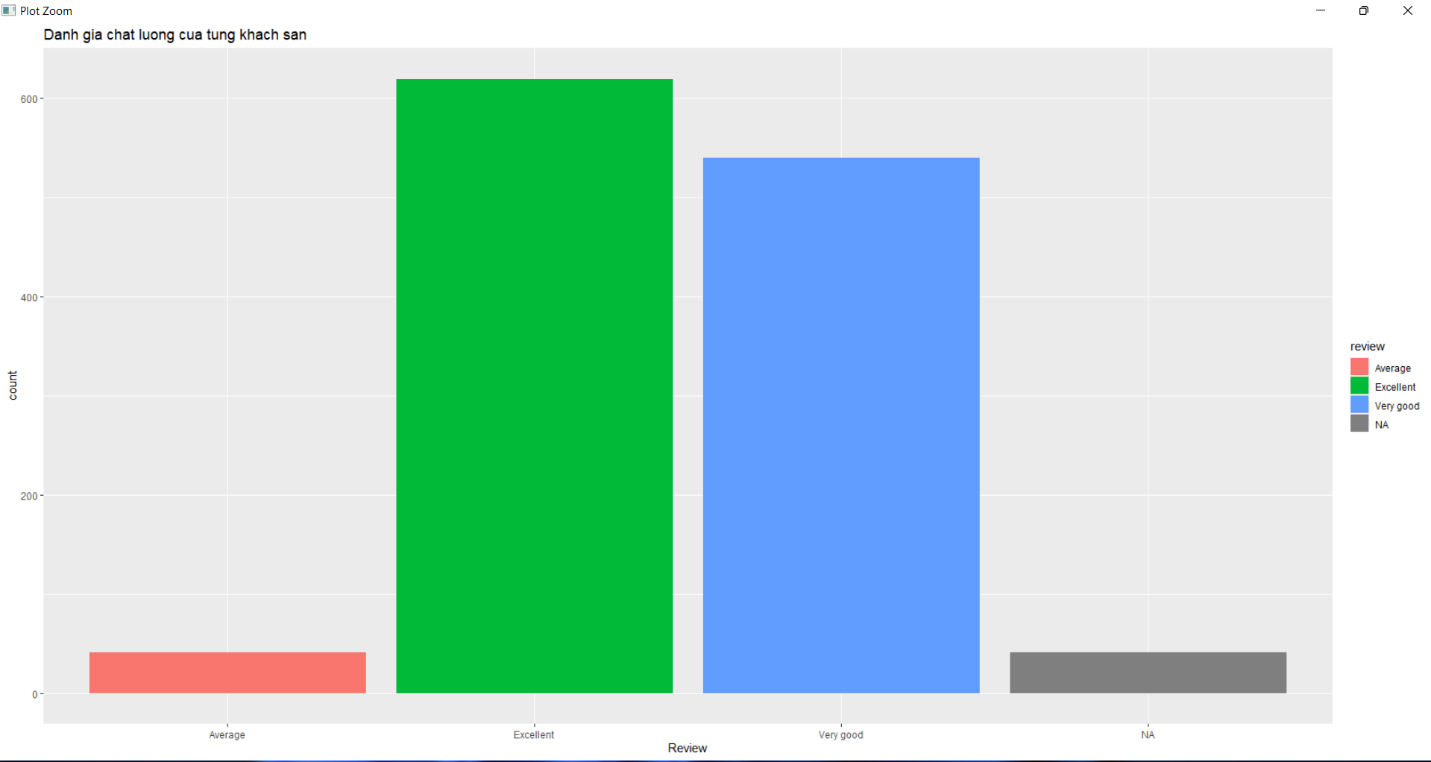 Plot Zoom
Danh gia chat luong cua tung khach san
600
400
200
0
count
Average
Excellent
Very good
NA
Review
review
Average
Excellent
Very good
NA